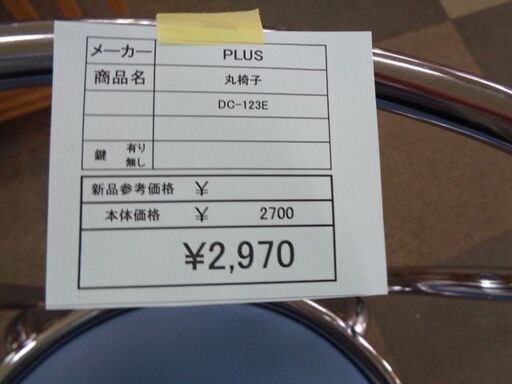 メーカー PLUS
商品名 丸椅子
DC-123E
鍵 有り 無し
新品参考価格 ¥
本体価格 ¥ 2700
¥2,970